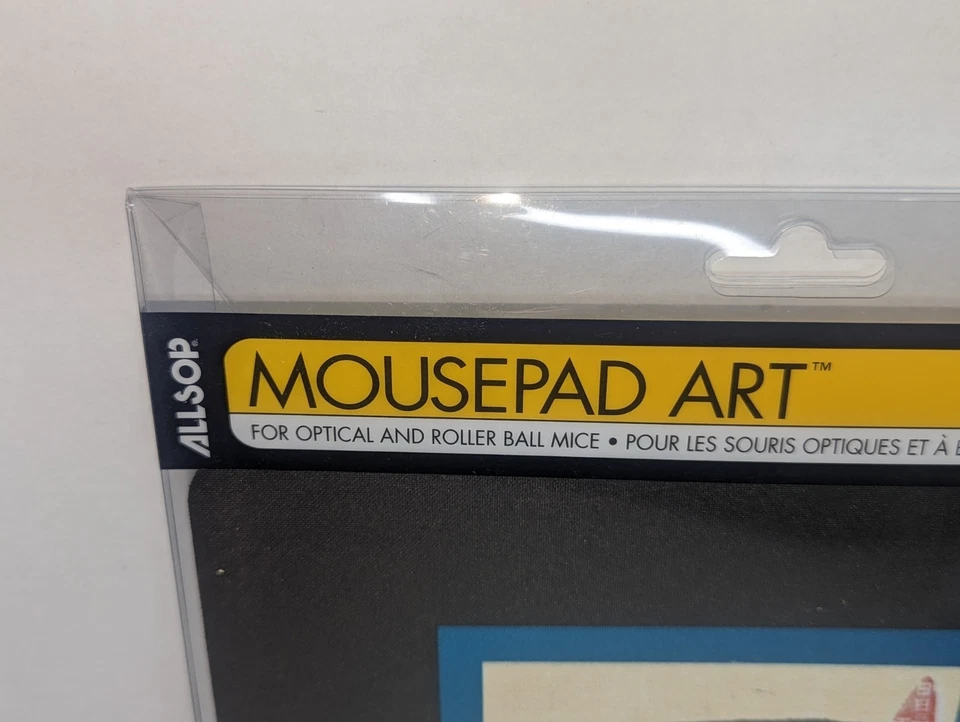 ALLSOP®
MOUSEPAD ART™
FOR OPTICAL AND ROLLER BALL MICE • POUR LES SOURIS OPTIQUES ET À